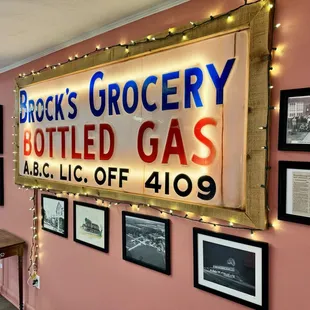 BROCK'S GROCERY
BOTTLED GAS
A.B.C. LIC. OFF 4109